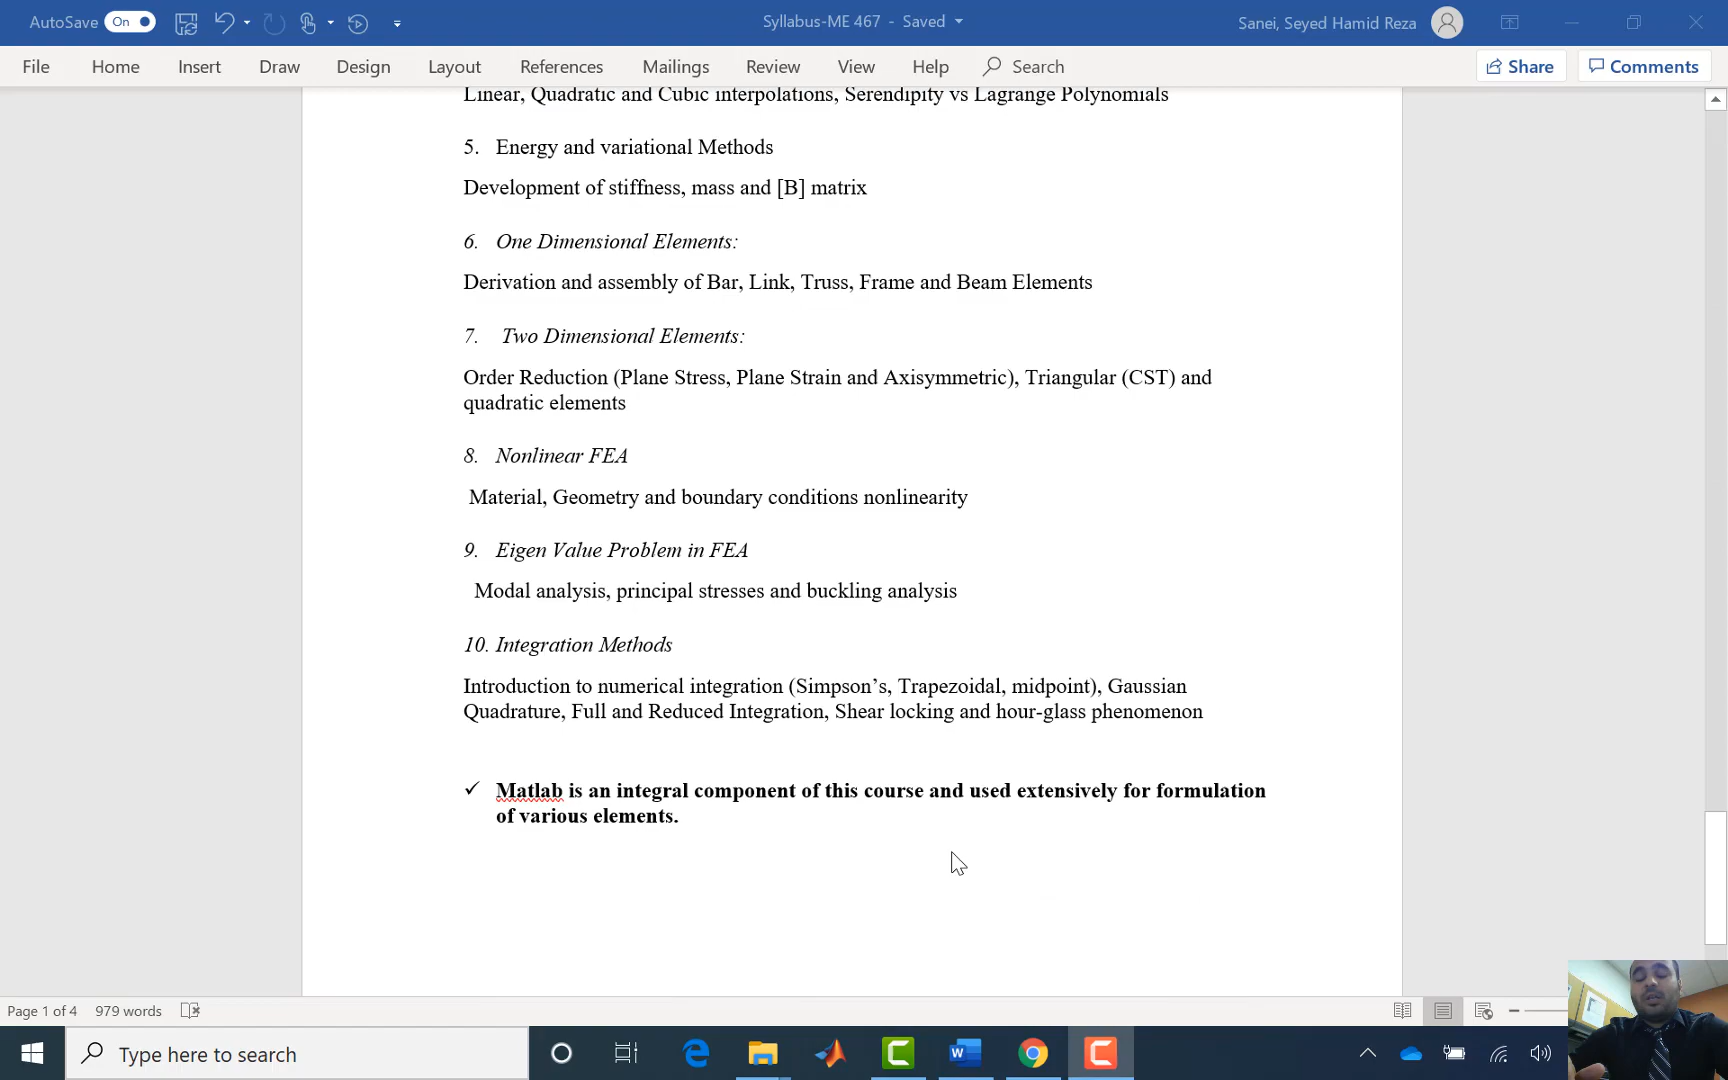 AutoSave On
Syllabus-ME 467 - Saved
Sanei, Seyed Hamid Reza
File Home Insert Draw Design Layout References Mailings Review View Help Search Share Comments
Linear, Quadratic and Cubic interpolations, Serendipity vs Lagrange Polynomials
5. Energy and variational Methods
Development of stiffness, mass and [B] matrix
6. One Dimensional Elements:
Derivation and assembly of Bar, Link, Truss, Frame and Beam Elements
7. Two Dimensional Elements:
Order Reduction (Plane Stress, Plane Strain and Axisymmetric), Triangular (CST) and
quadratic elements
8. Nonlinear FEA
Material, Geometry and boundary conditions nonlinearity
9. Eigen Value Problem in FEA
Modal analysis, principal stresses and buckling analysis
10. Integration Methods
Introduction to numerical integration (Simpson’s, Trapezoidal, midpoint), Gaussian
Quadrature, Full and Reduced Integration, Shear locking and hour-glass phenomenon
✓ Matlab is an integral component of this course and used extensively for formulation
of various elements.
Page 1 of 4 979 words
Type here to search